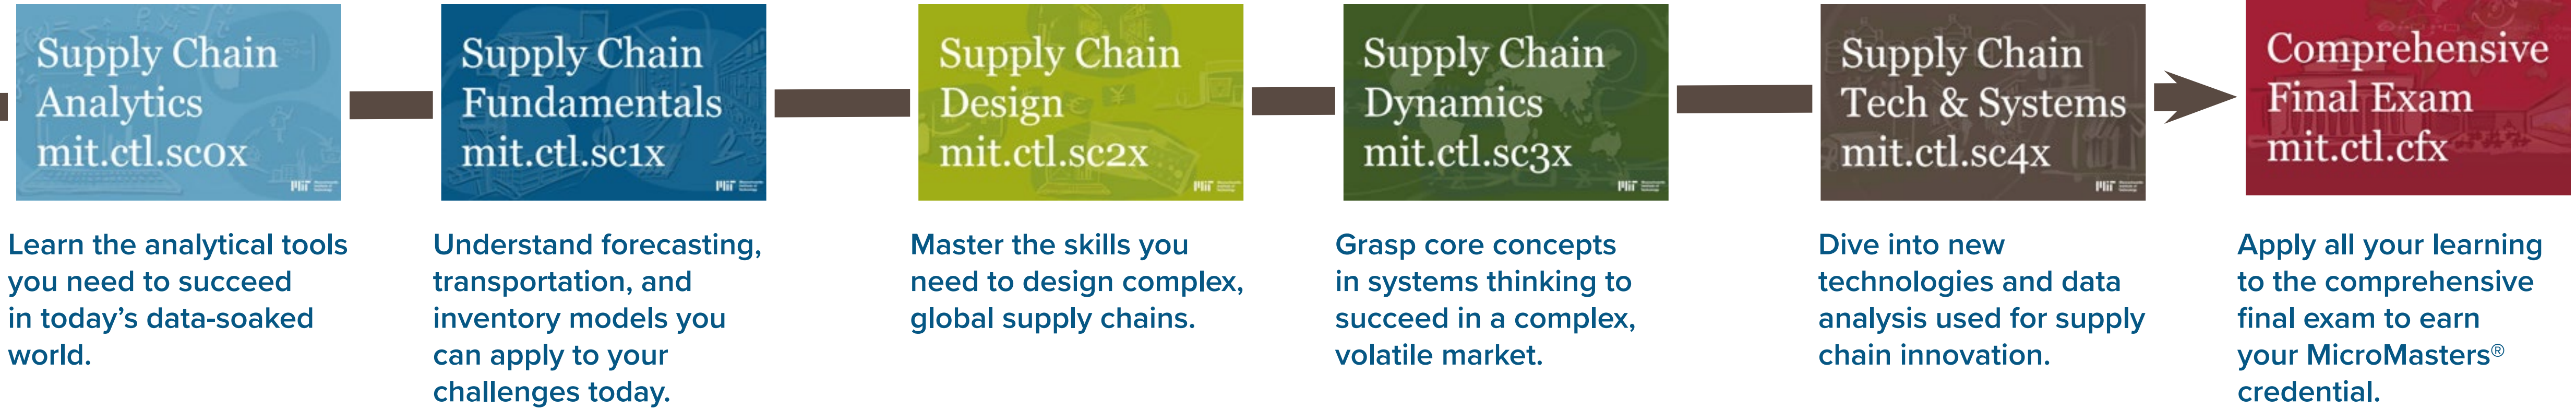 Supply Chain
Analytics
mit.ctl.sc0x
Learn the analytical tools
you need to succeed
in today's data-soaked
world.
Supply Chain
Fundamentals
mit.ctl.sc1x
Understand forecasting,
transportation, and
inventory models you
can apply to your
challenges today.
Supply Chain
Design
mit.ctl.sc2x
Master the skills you
need to design complex,
global supply chains.
Supply Chain
Dynamics
mit.ctl.sc3x
Grasp core concepts
in systems thinking to
succeed in a complex,
volatile market.
Supply Chain
Tech & Systems
mit.ctl.sc4x
Dive into new
technologies and data
analysis used for supply
chain innovation.
Comprehensive
Final Exam
mit.ctl.cfx
Apply all your learning
to the comprehensive
final exam to earn
your MicroMasters®
credential.